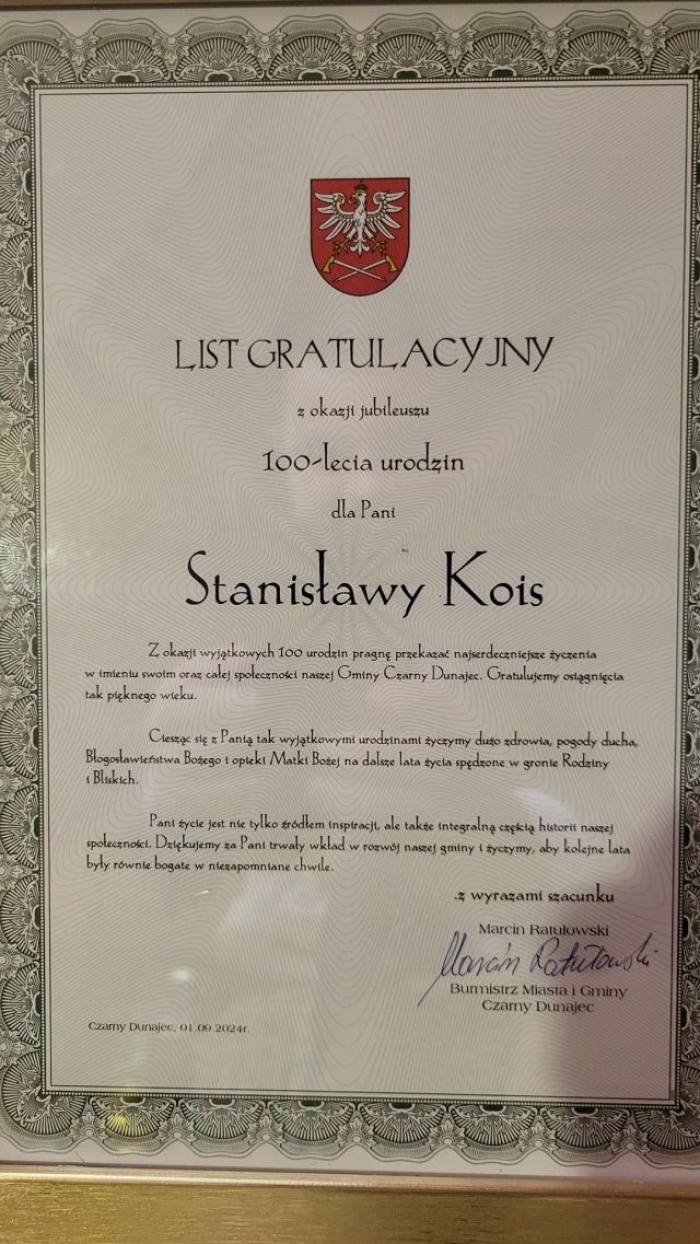 LIST GRATULACYJNY
z okazji jubileuszu
100-lecia urodzin
dla Pani
Stanisławy Kois
Z okazji wyjątkowych 100 urodzin pragnę przekazać najserdeczniejsze życzenia
w imieniu swoim oraz całej społeczności naszej Gminy Czarny Dunajec. Gratulujemy osiągnięcia
tak pięknego wieku.
Ciesząc się z Panią tak wyjątkowymi urodzinami życzymy dużo zdrowia, pogody ducha,
Błogosławieństwa Bożego i opieki Matki Bożej na dalsze lata życia spędzone w gronie Rodziny
i Bliskich.
Pani życie jest nie tylko źródłem inspiracji, ale także integralną częścią historii naszej
społeczności. Dziękujemy za Pani trwały wkład w rozwój naszej gminy i życzymy, aby kolejne lata
były równie bogate w niezapomniane chwile.
.z wyrazami szacunku
Marcin Ratułowski
Marcin Ratułowski
Burmistrz Miasta i Gminy
Czarny Dunajec
Czarny Dunajec, 01.09.2024r.